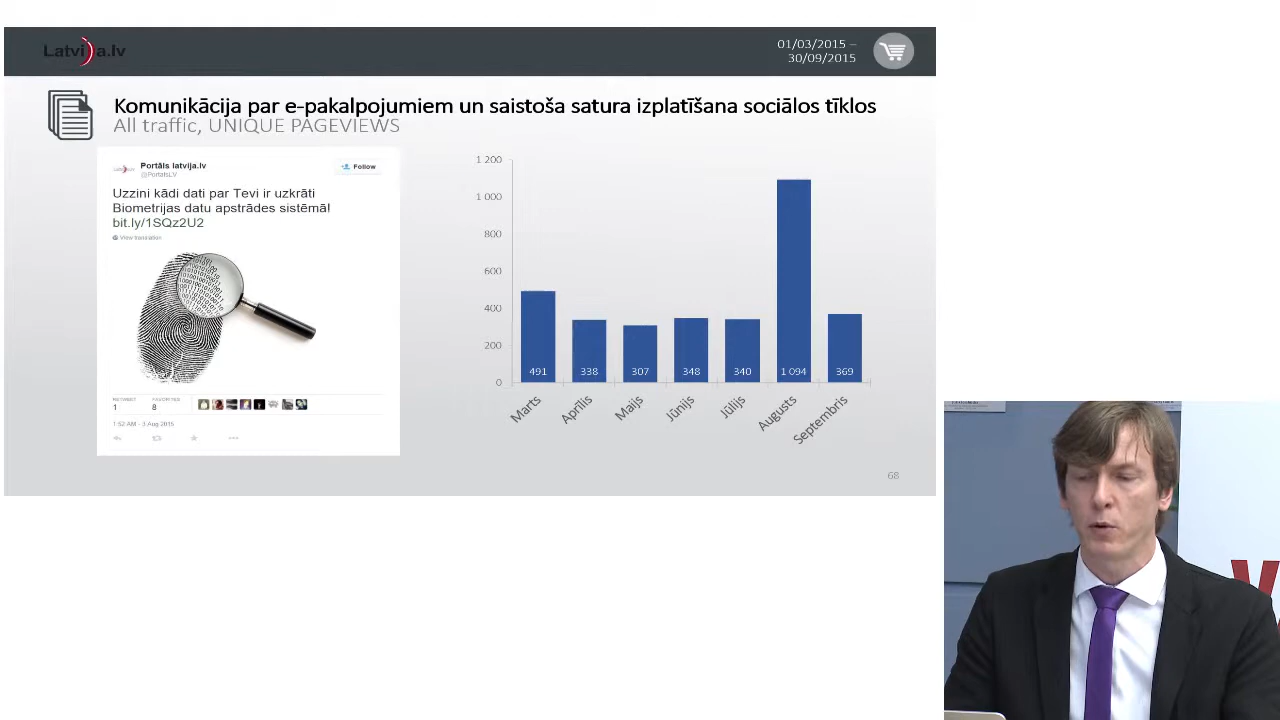 Latvija.lv
01/03/2015 –
30/09/2015
Komunikācija par e-pakalpojumiem un saistoša satura izplatīšana sociālos tīklos
All traffic, UNIQUE PAGEVIEWS
Portāls latvija.lv
@PortalsLV
Follow
Uzzini kādi dati par Tevi ir uzkrāti
Biometrijas datu apstrādes sistēmā!
bit.ly/1SQz2U2
View translation
RETWEET
FAVORITES
1
8
1:52 AM - 3 Aug 2015
1 200
1 000
800
600
400
200
0
491
338
307
348
340
1 094
369
Marts
Aprīlis
Maijs
Jūnijs
Jūlijs
Augusts
Septembris
68